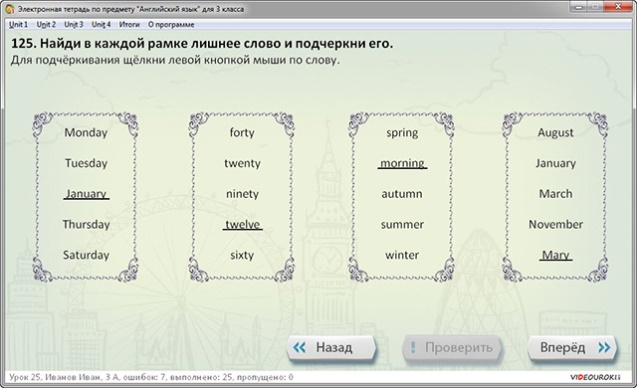 Электронная тетрадь по предмету "Английский язык" для 3 класса
Unit 1 Unit 2 Unit 3 Unit 4 Итоги О программе
125. Найди в каждой рамке лишнее слово и подчеркни его.
Для подчёркивания щёлкни левой кнопкой мыши по слову.
Monday
Tuesday
January
Thursday
Saturday
forty
twenty
ninety
twelve
sixty
spring
morning
autumn
summer
winter
August
January
March
November
Mary
Назад
Проверить
Вперёд
Урок 25, Иванов Иван, 3 А, ошибок: 7, выполнено: 25, пропущено: 0
VIDEOUROKI